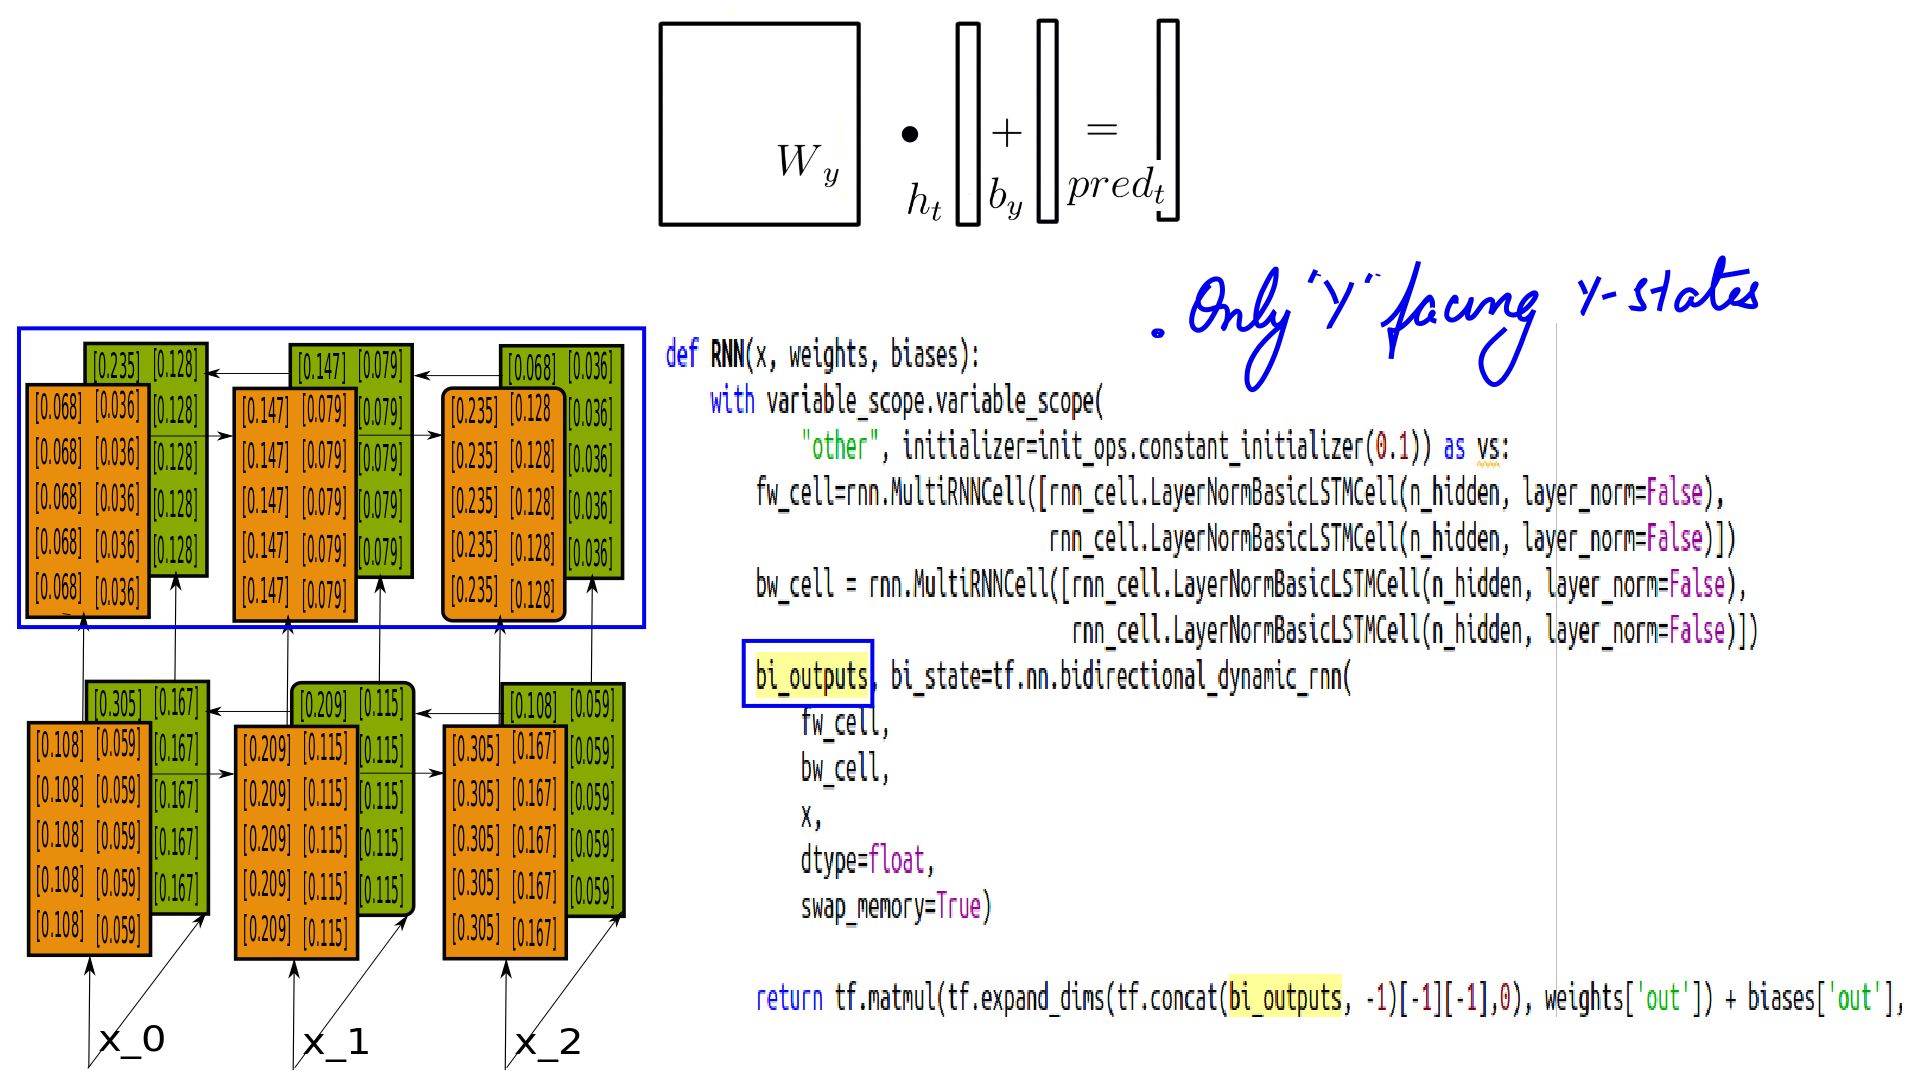 W_y • h_t + b_y = pred_t
. Only "Y" facing Y-states
[0.235] [0.128] [0.147] [0.079] [0.068] [0.036]
[0.068] [0.036] [0.128] [0.147] [0.079] [0.079] [0.235] [0.128 [0.036]
[0.068] [0.036] [0.128] [0.147] [0.079] [0.079] [0.235] [0.128] [0.036]
[0.068] [0.036] [0.128] [0.147] [0.079] [0.079] [0.235] [0.128] [0.036]
[0.068] [0.036] [0.128] [0.147] [0.079] [0.079] [0.235] [0.128] [0.036]
[0.068] [0.036] [0.147] [0.079] [0.235] [0.128]
[0.305] [0.167] [0.209] [0.115] [0.108] [0.059]
[0.108] [0.059] [0.167] [0.209] [0.115] [0.115] [0.305] [0.167] [0.059]
[0.108] [0.059] [0.167] [0.209] [0.115] [0.115] [0.305] [0.167] [0.059]
[0.108] [0.059] [0.167] [0.209] [0.115] [0.115] [0.305] [0.167] [0.059]
[0.108] [0.059] [0.167] [0.209] [0.115] [0.115] [0.305] [0.167] [0.059]
[0.108] [0.059] [0.209] [0.115] [0.305] [0.167]
x_0 x_1 x_2
def RNN(x, weights, biases):
with variable_scope.variable_scope(
"other", initializer=init_ops.constant_initializer(0.1)) as vs:
fw_cell=rnn.MultiRNNCell([rnn_cell.LayerNormBasicLSTMCell(n_hidden, layer_norm=False),
rnn_cell.LayerNormBasicLSTMCell(n_hidden, layer_norm=False)])
bw_cell = rnn.MultiRNNCell([rnn_cell.LayerNormBasicLSTMCell(n_hidden, layer_norm=False),
rnn_cell.LayerNormBasicLSTMCell(n_hidden, layer_norm=False)])
bi_outputs, bi_state=tf.nn.bidirectional_dynamic_rnn(
fw_cell,
bw_cell,
x,
dtype=float,
swap_memory=True)
return tf.matmul(tf.expand_dims(tf.concat(bi_outputs, -1)[-1][-1],0), weights['out']) + biases['out'],